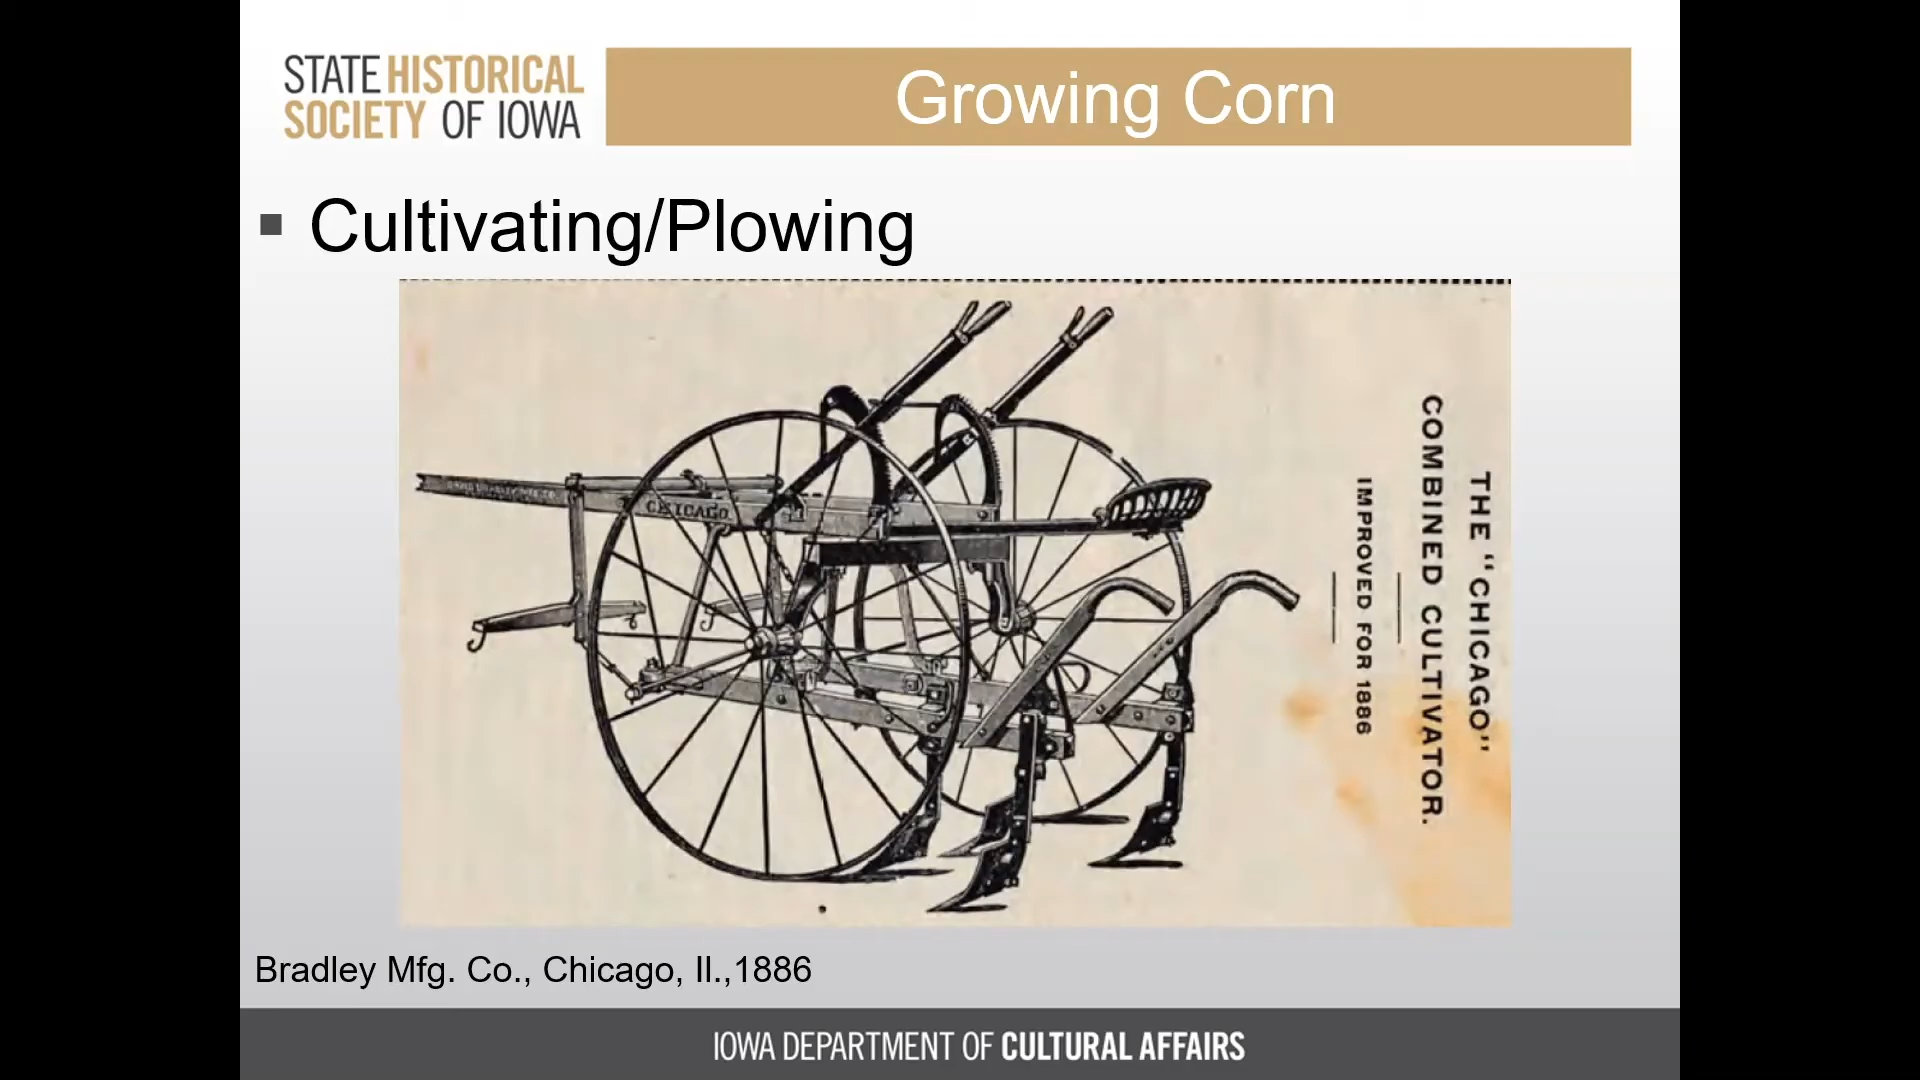 STATE HISTORICAL
SOCIETY OF IOWA
Growing Corn
Cultivating/Plowing
CHICAGO
THE "CHICAGO"
COMBINED CULTIVATOR.
IMPROVED FOR 1886
Bradley Mfg. Co., Chicago, Il.,1886
IOWA DEPARTMENT OF CULTURAL AFFAIRS